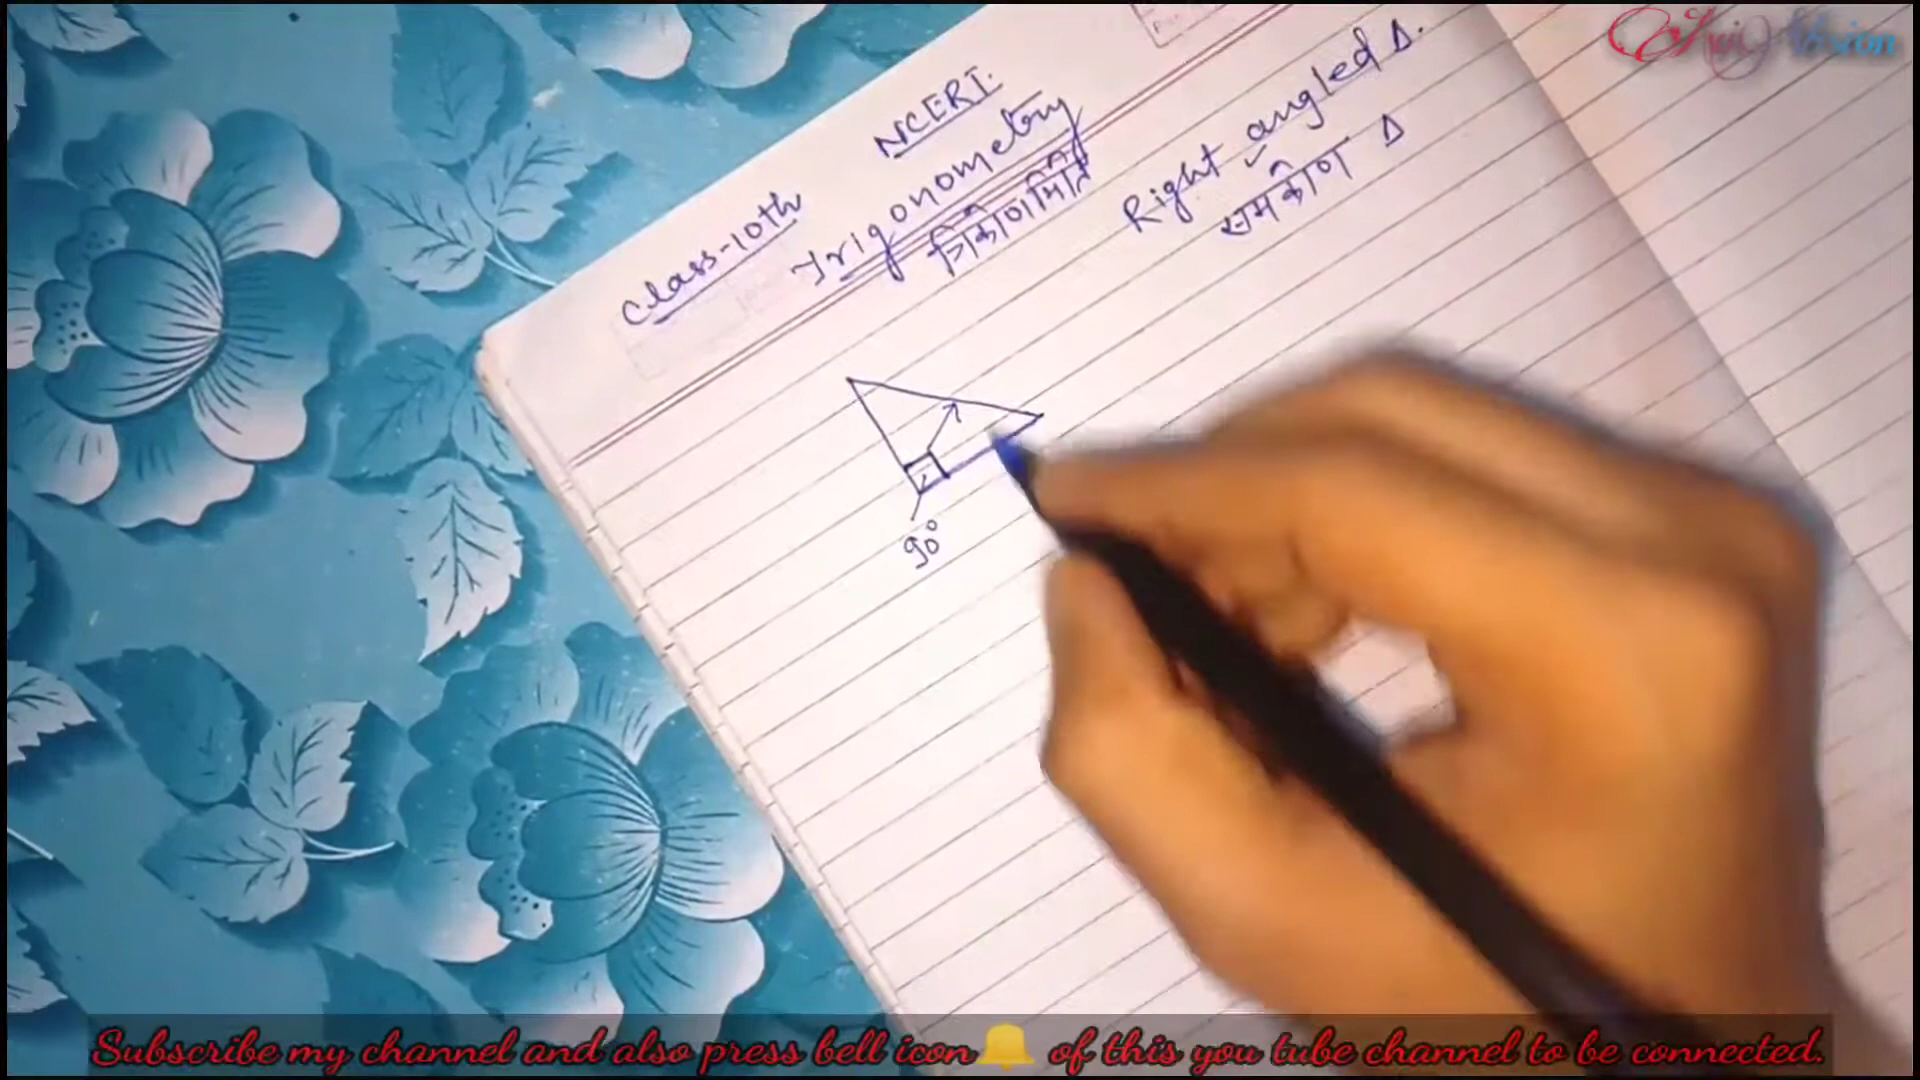 NCERT.
Class-10th
Trigonometry
त्रिकोणमिति
Right angled Δ.
समकोण Δ
90°
Subscribe my channel and also press bell icon🔔 of this you tube channel to be connected.